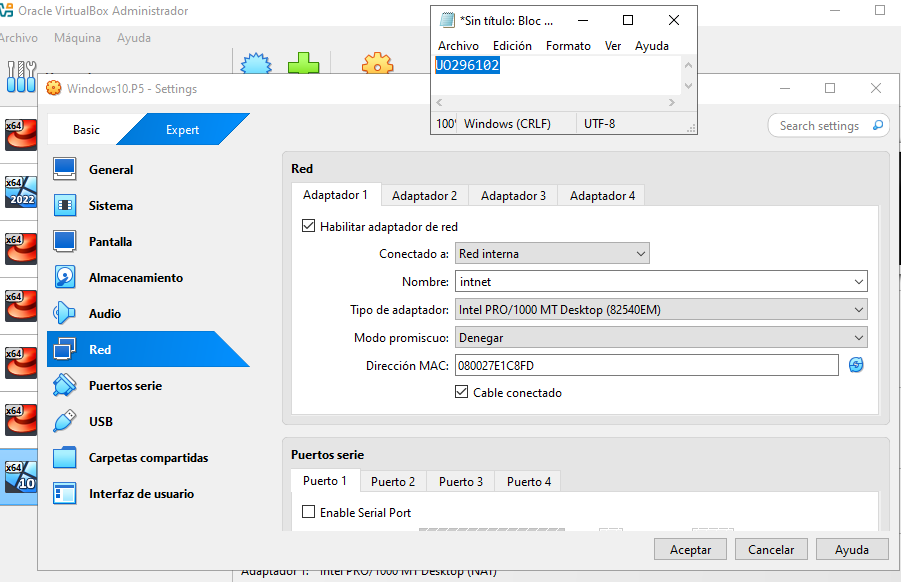 Oracle VirtualBox Administrador
Archivo Máquina Ayuda
*Sin título: Bloc ...
Archivo Edición Formato Ver Ayuda
UO296102
100% Windows (CRLF) UTF-8
Windows10.P5 - Settings
Basic Expert
Search settings
x64
x64
2022
x64
x64
x64
x64
x64
10
General
Sistema
Pantalla
Almacenamiento
Audio
Red
Puertos serie
USB
Carpetas compartidas
Interfaz de usuario
Red
Adaptador 1 Adaptador 2 Adaptador 3 Adaptador 4
Habilitar adaptador de red
Conectado a: Red interna
Nombre: intnet
Tipo de adaptador: Intel PRO/1000 MT Desktop (82540EM)
Modo promiscuo: Denegar
Dirección MAC: 080027E1C8FD
Cable conectado
Puertos serie
Puerto 1 Puerto 2 Puerto 3 Puerto 4
Enable Serial Port
Aceptar Cancelar Ayuda
Adaptador 1: Intel PRO/1000 MT Desktop (NAT)